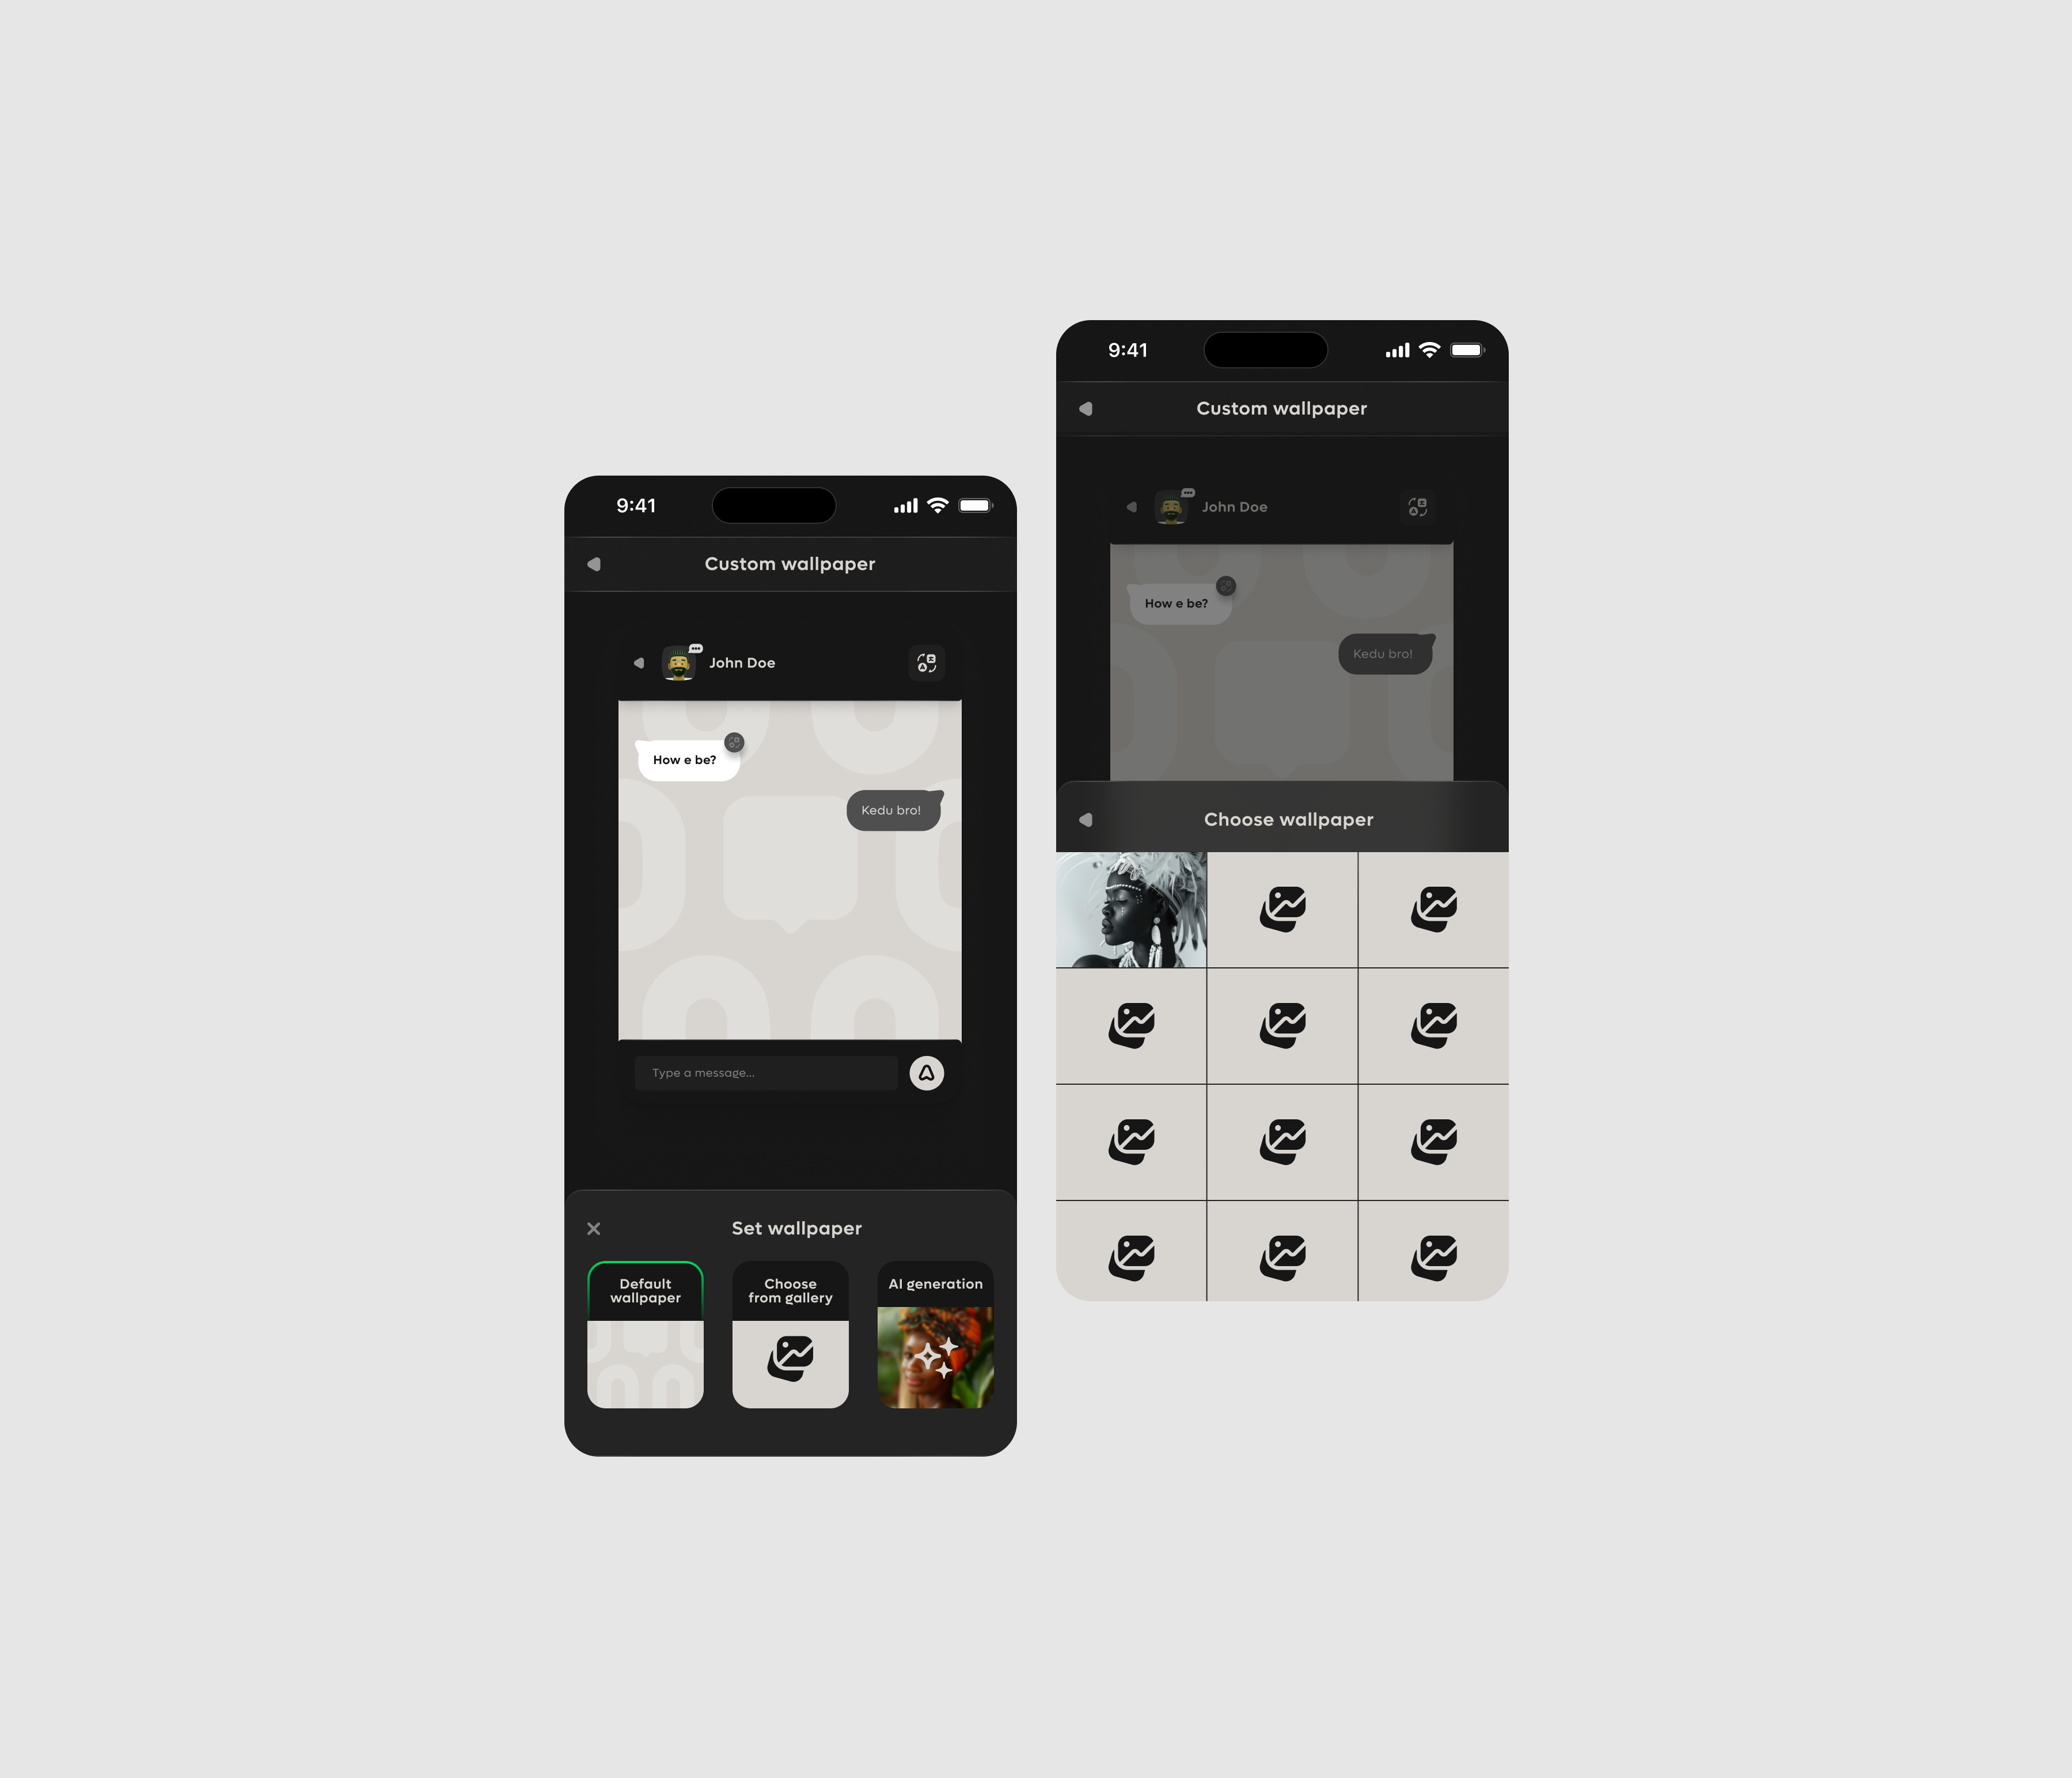 9:41
Custom wallpaper
John Doe
How e be?
Kedu bro!
Type a message...
Set wallpaper
Default
wallpaper
Choose
from gallery
AI generation
9:41
Custom wallpaper
John Doe
How e be?
Kedu bro!
Choose wallpaper